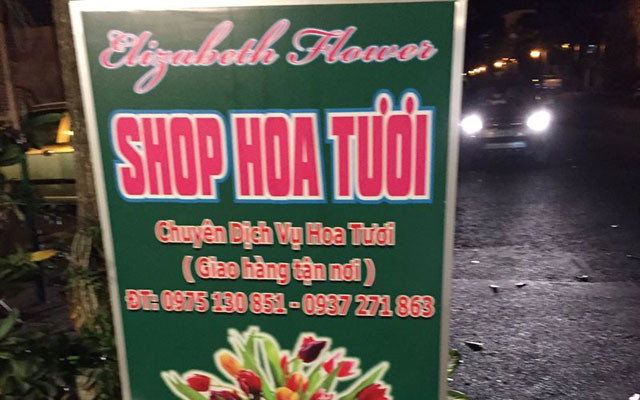 Elizabeth Flower
SHOP HOA TƯƠI
Chuyên Dịch Vụ Hoa Tươi
( Giao hàng tận nơi )
ĐT: 0975 130 851 - 0937 271 863